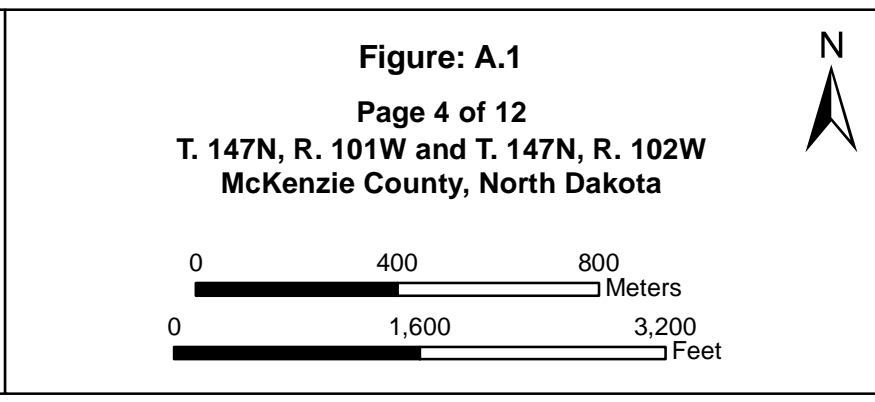 Figure: A.1
N
Page 4 of 12
T. 147N, R. 101W and T. 147N, R. 102W
McKenzie County, North Dakota
0 400 800
Meters
0 1,600 3,200
Feet